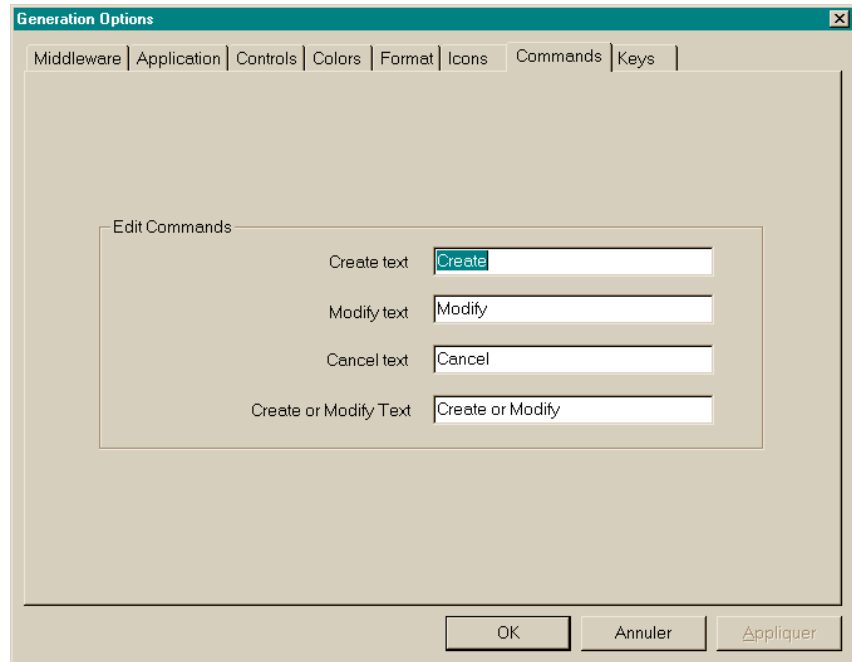 Generation Options
Middleware Application Controls Colors Format Icons Commands Keys
Edit Commands
Create text Create
Modify text Modify
Cancel text Cancel
Create or Modify Text Create or Modify
OK Annuler Appliquer